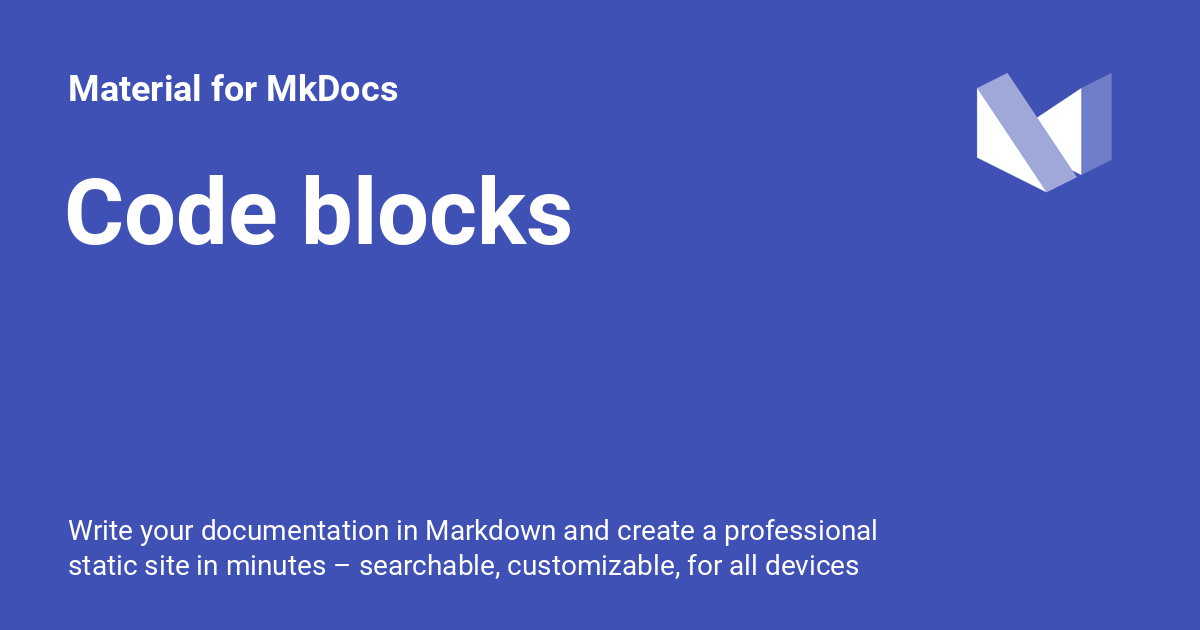 Material for MkDocs
Code blocks
Write your documentation in Markdown and create a professional
static site in minutes – searchable, customizable, for all devices